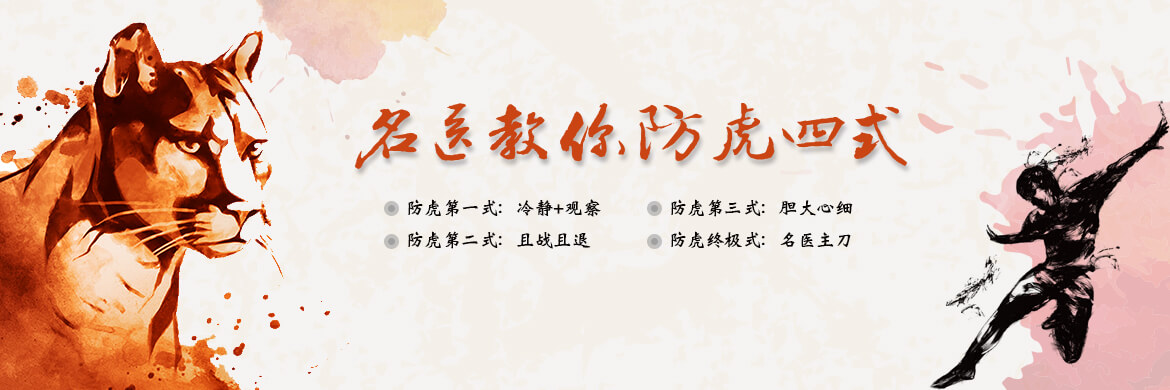 名医教你防虎四式
防虎第一式：冷静+观察
防虎第三式：胆大心细
防虎第二式：且战且退
防虎终极式：名医主刀